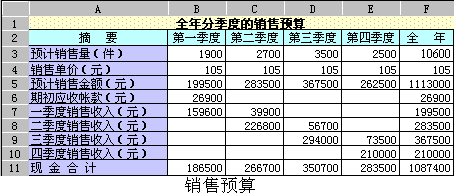 A B C D E F
1 全年分季度的销售预算
2 摘 要 第一季度 第二季度 第三季度 第四季度 全 年
3 预计销售量（件） 1900 2700 3500 2500 10600
4 销售单价（元） 105 105 105 105 105
5 预计销售金额（元） 199500 283500 367500 262500 1113000
6 期初应收帐款（元） 26900 26900
7 一季度销售收入（元） 159600 39900 199500
8 二季度销售收入（元） 226800 56700 283500
9 三季度销售收入（元） 294000 73500 367500
10 四季度销售收入（元） 210000 210000
11 现 金 合 计 186500 266700 350700 283500 1087400
销售预算